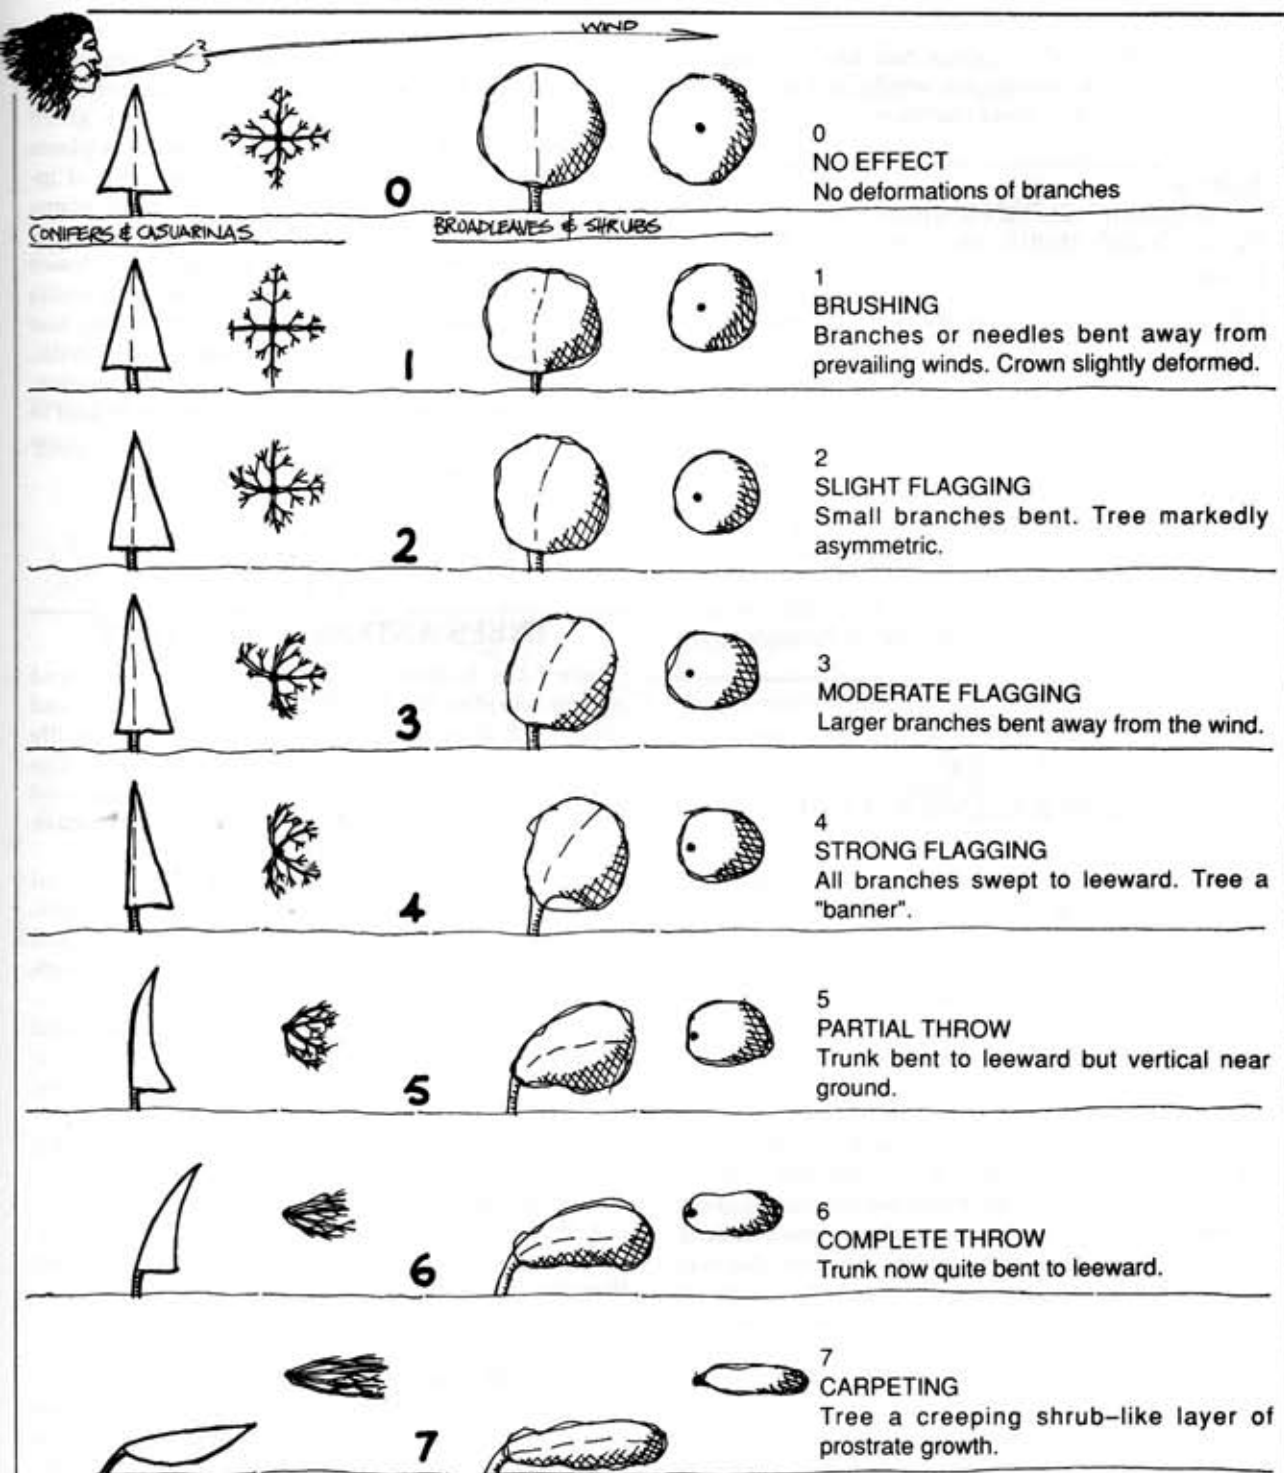 WIND
0
0
NO EFFECT
No deformations of branches
CONIFERS & CASUARINAS
BROADLEAVES & SHRUBS
1
1
BRUSHING
Branches or needles bent away from
prevailing winds. Crown slightly deformed.
2
2
SLIGHT FLAGGING
Small branches bent. Tree markedly
asymmetric.
3
3
MODERATE FLAGGING
Larger branches bent away from the wind.
4
4
STRONG FLAGGING
All branches swept to leeward. Tree a
"banner".
5
5
PARTIAL THROW
Trunk bent to leeward but vertical near
ground.
6
6
COMPLETE THROW
Trunk now quite bent to leeward.
7
7
CARPETING
Tree a creeping shrub–like layer of
prostrate growth.